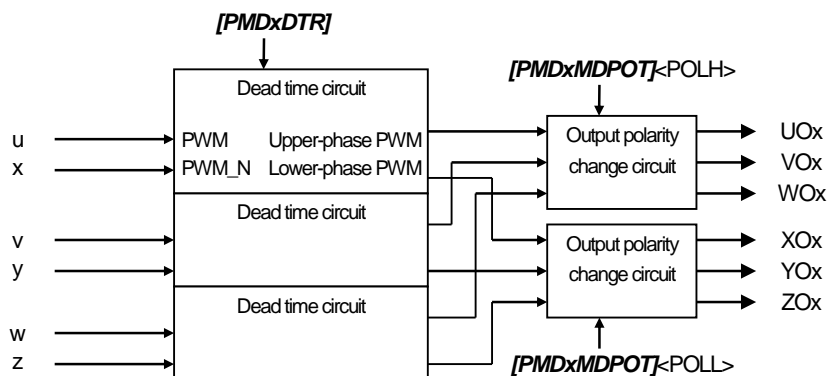 [PMDxDTR]
Dead time circuit
[PMDxMDPOT]<POLH>
u
PWM
Upper-phase PWM
x
PWM_N
Lower-phase PWM
Output polarity
change circuit
UOx
VOx
WOx
Dead time circuit
v
y
Output polarity
change circuit
XOx
YOx
ZOx
Dead time circuit
w
z
[PMDxMDPOT]<POLL>